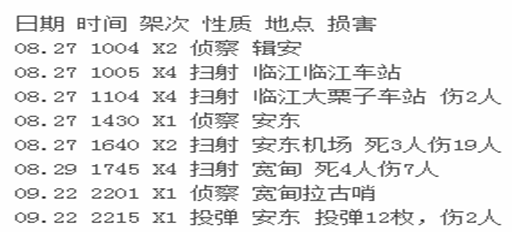 日期 时间 架次 性质 地点 损害
08.27 1004 X2 侦察 辑安
08.27 1005 X4 扫射 临江临江车站
08.27 1104 X4 扫射 临江大栗子车站 伤2人
08.27 1430 X1 侦察 安东
08.27 1640 X2 扫射 安东机场 死3人伤19人
08.29 1745 X4 扫射 宽甸 死4人伤7人
09.22 2201 X1 侦察 宽甸拉古哨
09.22 2215 X1 投弹 安东 投弹12枚，伤2人